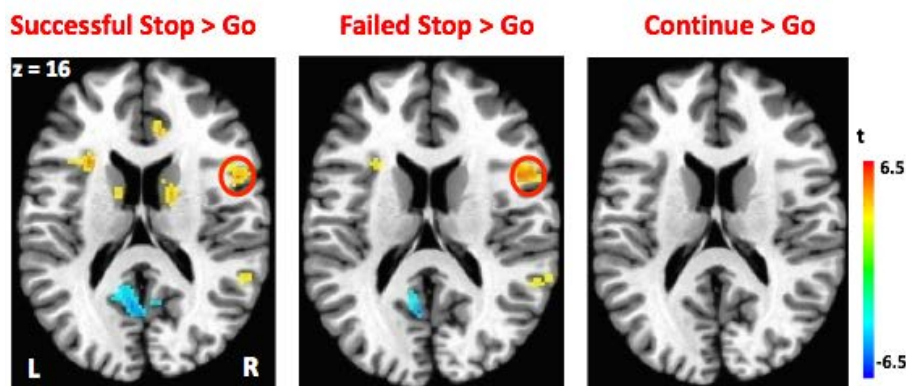 Successful Stop > Go
Failed Stop > Go
Continue > Go
z = 16
t
6.5
-6.5
L
R